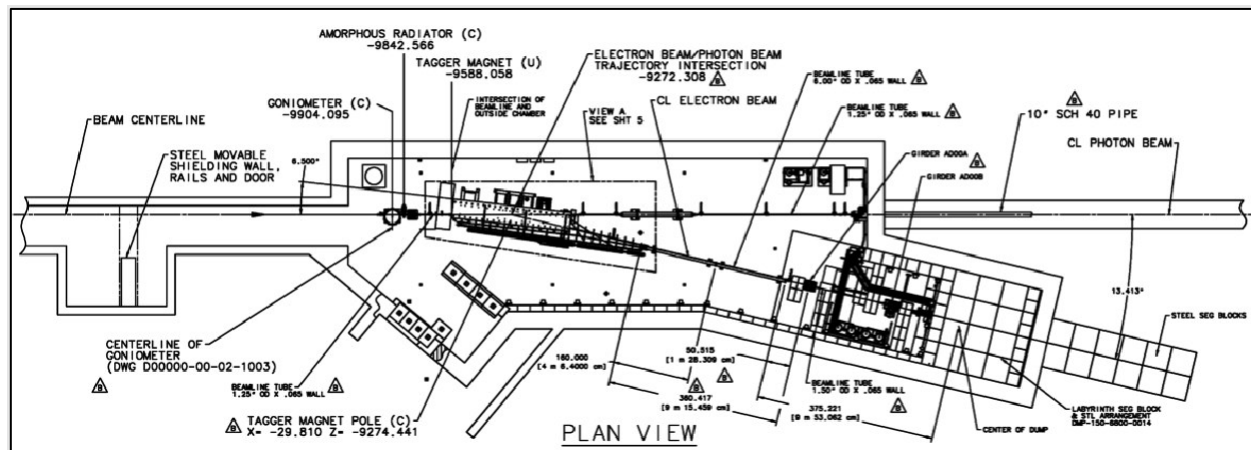 AMORPHOUS RADIATOR (C)
-9842.566
TAGGER MAGNET (U)
-9588.058
ELECTRON BEAM/PHOTON BEAM
TRAJECTORY INTERSECTION
-9272.308
BEAMLINE TUBE
6.00" OD X .065 WALL
GONIOMETER (C)
-9904.095
INTERSECTION OF
BEAMLINE AND
OUTSIDE CHAMBER
VIEW A
SEE SHT 5
CL ELECTRON BEAM
BEAMLINE TUBE
1.25" OD X .065 WALL
10" SCH 40 PIPE
BEAM CENTERLINE
CL PHOTON BEAM
STEEL MOVABLE
SHIELDING WALL,
RAILS AND DOOR
6.500"
GIRDER AD00A
GIRDER AD00B
13.413°
STEEL SEG BLOCKS
CENTERLINE OF
GONIOMETER
(DWG D00000-00-02-1003)
BEAMLINE TUBE
1.25" OD X .065 WALL
TAGGER MAGNET POLE (C)
X= -29.810 Z= -9274.441
160.000
[4 m 6.4000 cm]
50.515
[1 m 28.309 cm]
360.417
[9 m 15.459 cm]
BEAMLINE TUBE
1.50" OD X .065 WALL
375.221
[9 m 53.062 cm]
CENTER OF DUMP
LABYRINTH SEG BLOCK
& STL ARRANGEMENT
DMP-150-6800-0014
PLAN VIEW